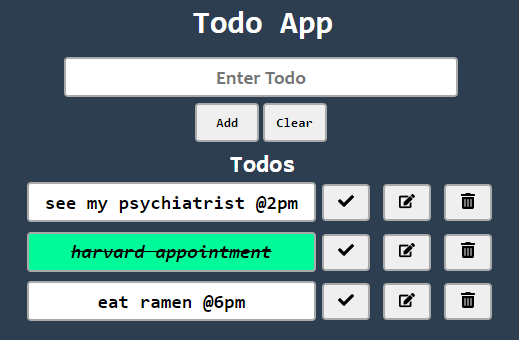 Todo App
Enter Todo
Add Clear
Todos
see my psychiatrist @2pm
harvard appointment
eat ramen @6pm